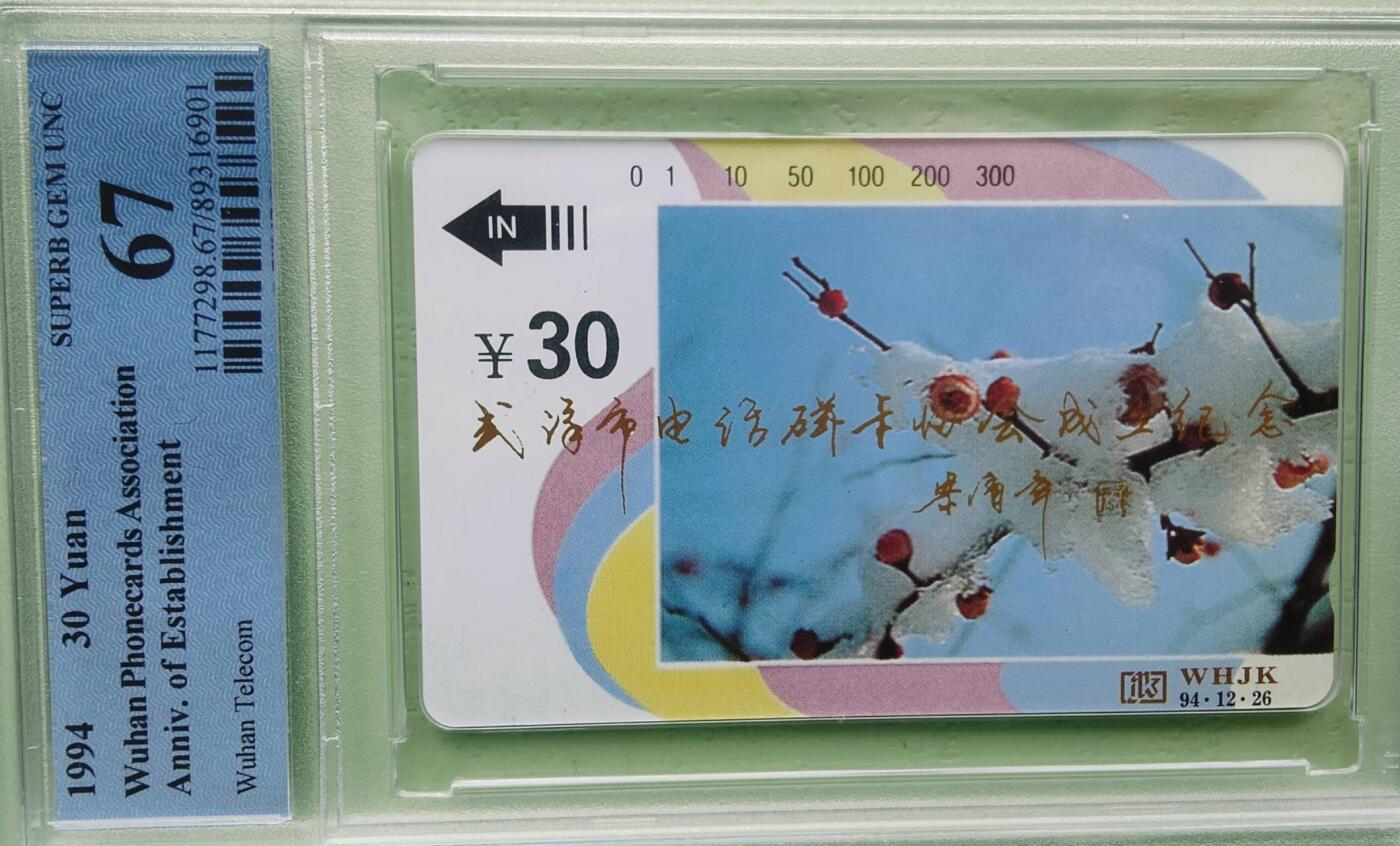 1994 30 Yuan SUPERB GEM UNC
Wuhan Phonecards Association 67
Anniv. of Establishment 1177298.67/89316901
Wuhan Telecom
0 1 10 50 100 200 300
IN
¥30
武汉市电话磁卡协会成立纪念
WHJK
94·12·26